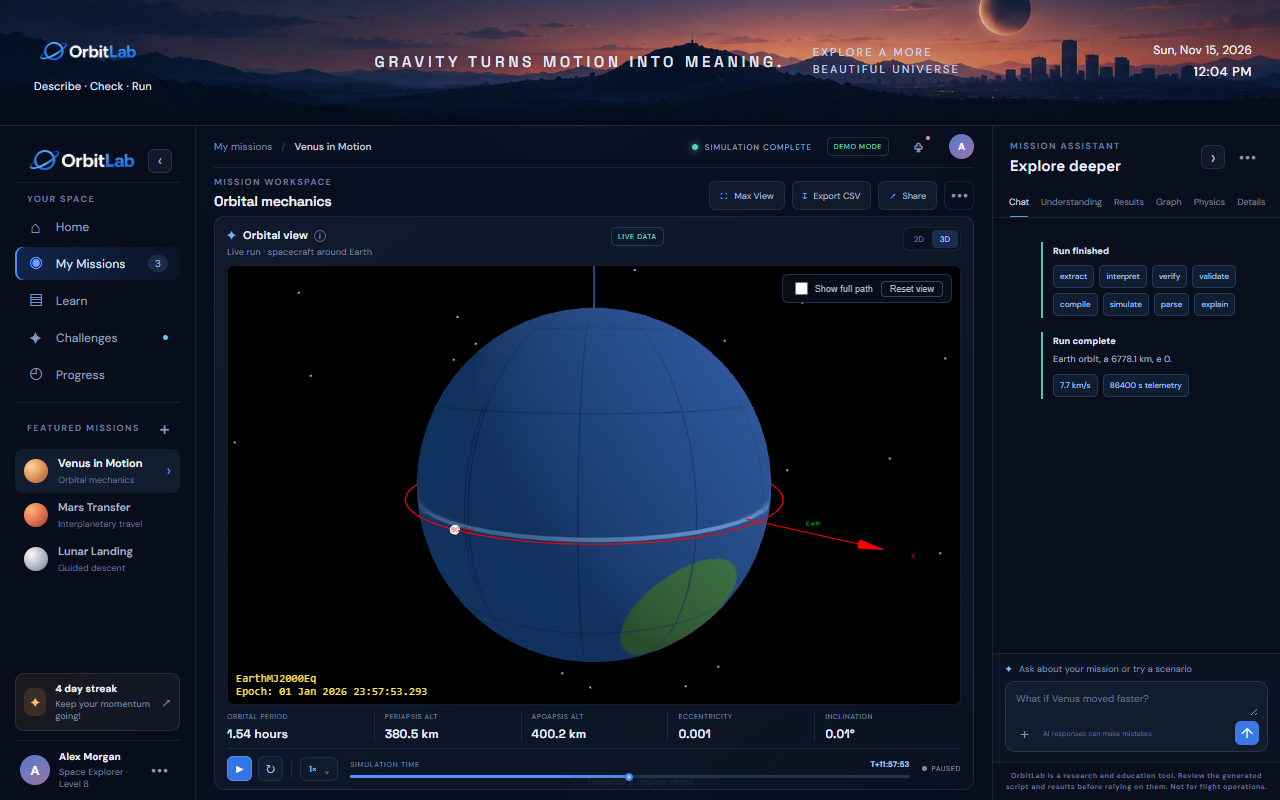 OrbitLab
Describe · Check · Run
GRAVITY TURNS MOTION INTO MEANING.
EXPLORE A MORE
BEAUTIFUL UNIVERSE
Sun, Nov 15, 2026
12:04 PM
OrbitLab
YOUR SPACE
Home
My Missions 3
Learn
Challenges
Progress
FEATURED MISSIONS
Venus in Motion
Orbital mechanics
Mars Transfer
Interplanetary travel
Lunar Landing
Guided descent
4 day streak
Keep your momentum
going!
A
Alex Morgan
Space Explorer ·
Level 8
My missions / Venus in Motion
SIMULATION COMPLETE
DEMO MODE
A
MISSION WORKSPACE
Orbital mechanics
Max View
Export CSV
Share
Orbital view
Live run · spacecraft around Earth
LIVE DATA
2D 3D
Show full path Reset view
Earth
X
EarthMJ2000Eq
Epoch: 01 Jan 2026 23:57:53.293
ORBITAL PERIOD
1.54 hours
PERIAPSIS ALT
380.5 km
APOAPSIS ALT
400.2 km
ECCENTRICITY
0.001
INCLINATION
0.01°
1×
SIMULATION TIME
T+11:57:53
PAUSED
MISSION ASSISTANT
Explore deeper
Chat Understanding Results Graph Physics Details
Run finished
extract interpret verify validate
compile simulate parse explain
Run complete
Earth orbit, a 6778.1 km, e 0.
7.7 km/s 86400 s telemetry
Ask about your mission or try a scenario
What if Venus moved faster?
AI responses can make mistakes
OrbitLab is a research and education tool. Review the generated
script and results before relying on them. Not for flight operations.